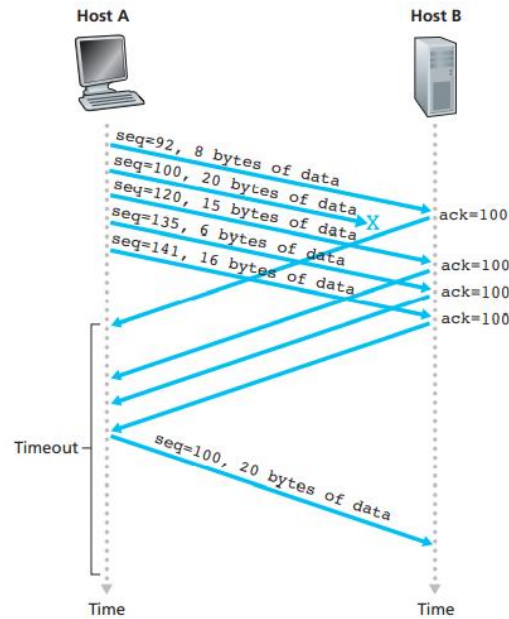 Host A
Host B
seq=92, 8 bytes of data
seq=100, 20 bytes of data
seq=120, 15 bytes of data
seq=135, 6 bytes of data
seq=141, 16 bytes of data
X
ack=100
ack=100
ack=100
ack=100
Timeout
seq=100, 20 bytes of data
Time
Time